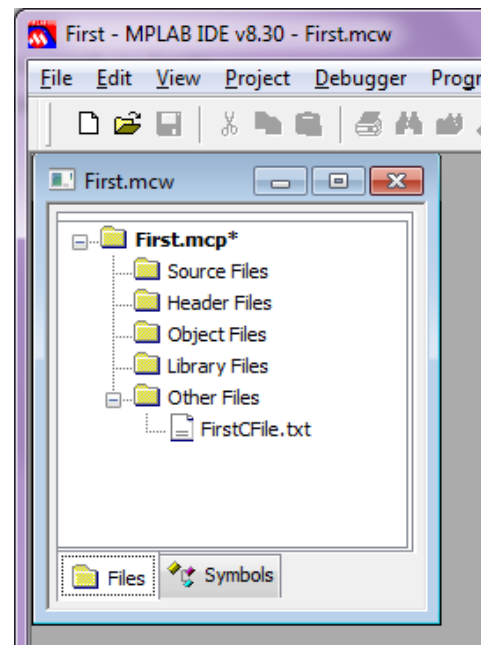 First - MPLAB IDE v8.30 - First.mcw
File Edit View Project Debugger Progr
First.mcw
First.mcp*
Source Files
Header Files
Object Files
Library Files
Other Files
FirstCFile.txt
Files Symbols